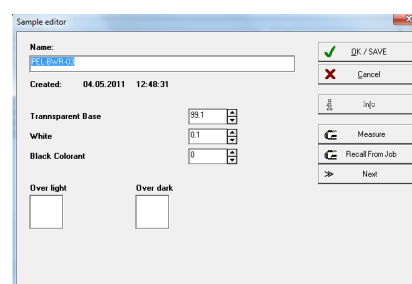 Sample editor
Name:
PEL-BWR-03
Created: 04.05.2011 12:48:31
Trannsparent Base 99.1
White 0.1
Black Colorant 0
Over light Over dark
OK / SAVE
Cancel
Info
Measure
Recall From Job
Next